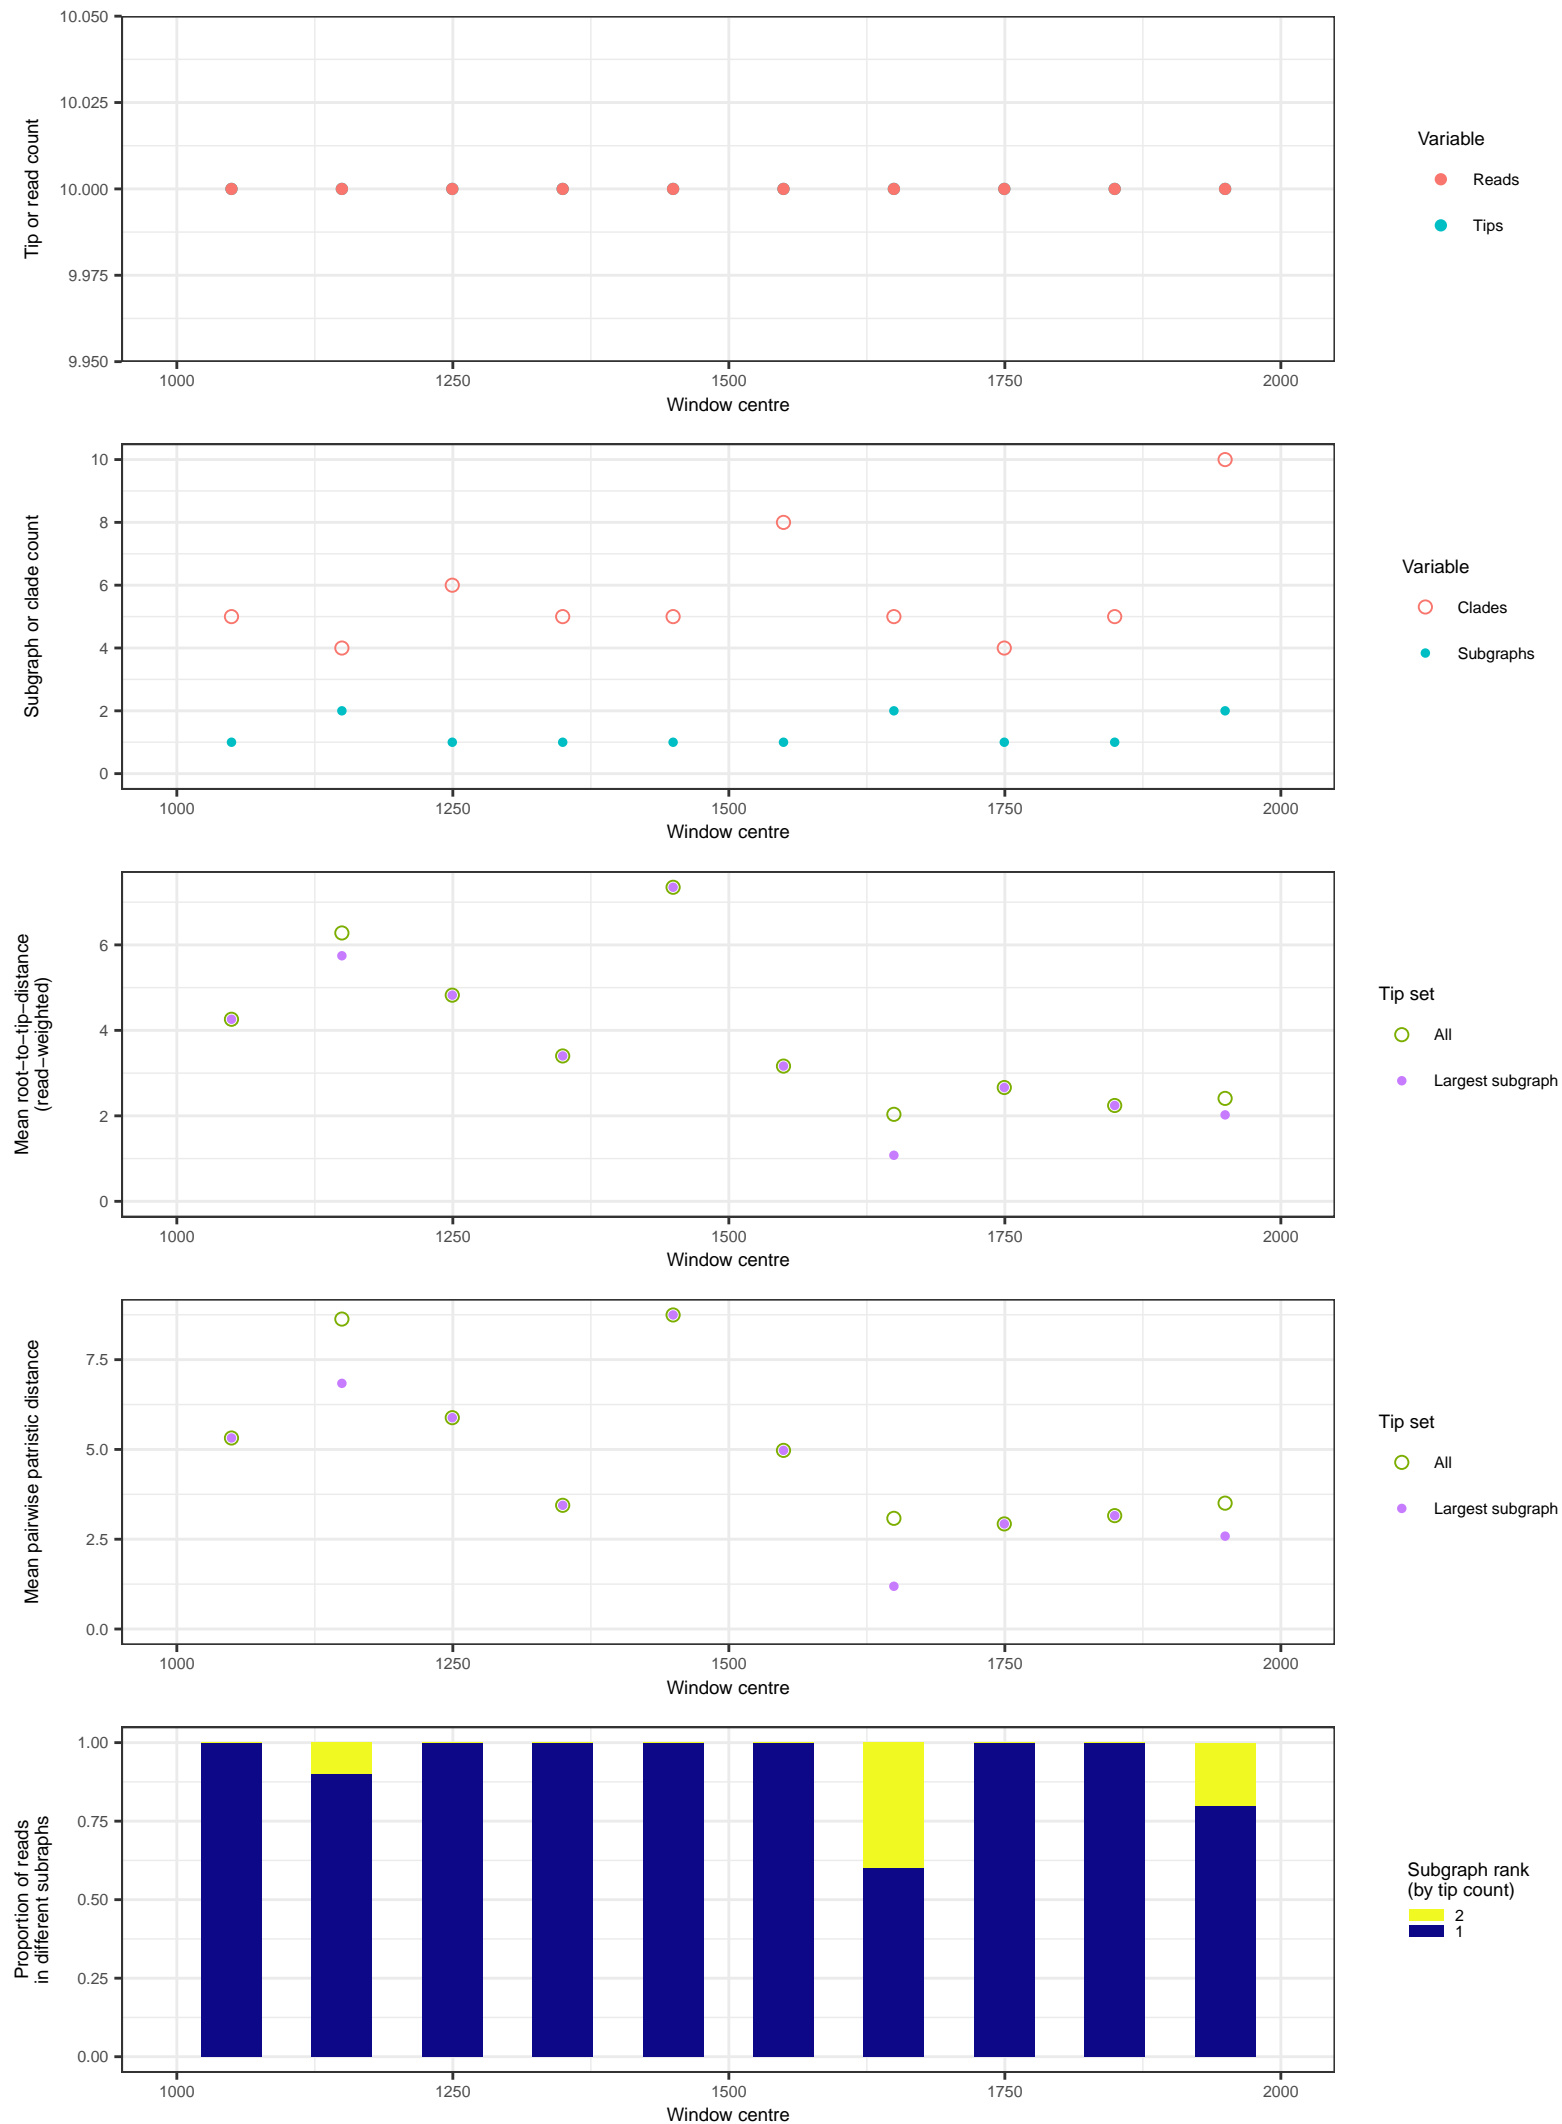 10.050
10.025
10.000
9.975
9.950
Tip or read count
1000 1250 1500 1750 2000
Window centre
Variable
Reads
Tips
10
8
6
4
2
0
Subgraph or clade count
1000 1250 1500 1750 2000
Window centre
Variable
Clades
Subgraphs
6
4
2
0
Mean root-to-tip-distance
(read-weighted)
1000 1250 1500 1750 2000
Window centre
Tip set
All
Largest subgraph
7.5
5.0
2.5
0.0
Mean pairwise patristic distance
1000 1250 1500 1750 2000
Window centre
Tip set
All
Largest subgraph
1.00
0.75
0.50
0.25
0.00
Proportion of reads
in different subraphs
1000 1250 1500 1750 2000
Window centre
Subgraph rank
(by tip count)
2
1